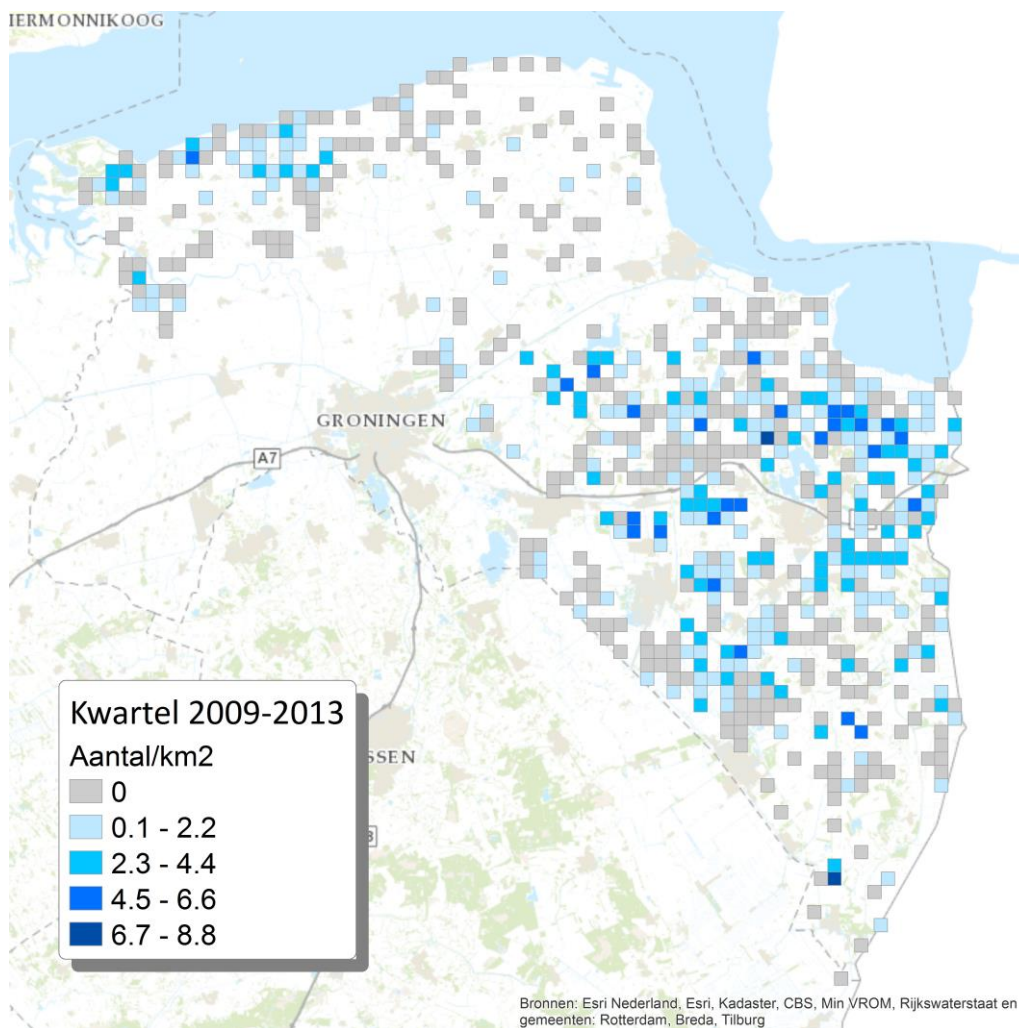 IERMONNIKOOG
GRONINGEN
A7
Kwartel 2009-2013
Aantal/km2
0
0.1 - 2.2
2.3 - 4.4
4.5 - 6.6
6.7 - 8.8
SSEN
Bronnen: Esri Nederland, Esri, Kadaster, CBS, Min VROM, Rijkswaterstaat en
gemeenten: Rotterdam, Breda, Tilburg